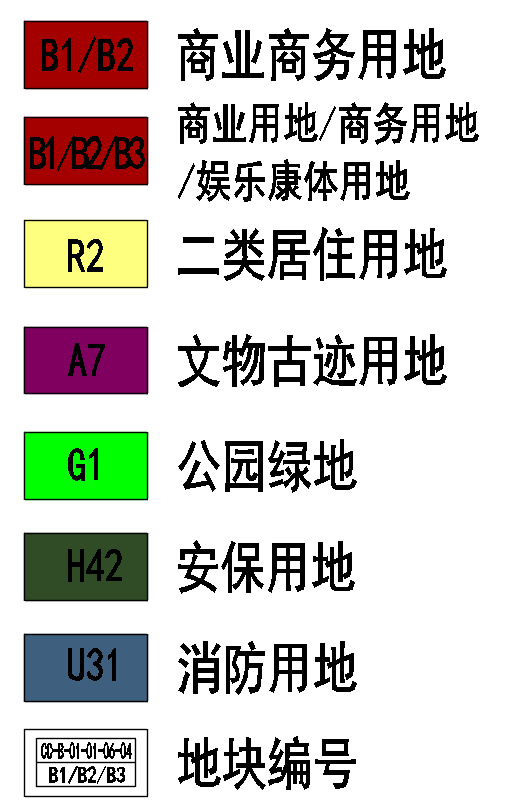 B1/B2 商业商务用地
B1/B2/B3 商业用地/商务用地
/娱乐康体用地
R2 二类居住用地
A7 文物古迹用地
G1 公园绿地
H42 安保用地
U31 消防用地
CD-B-01-01-06-04
B1/B2/B3
地块编号